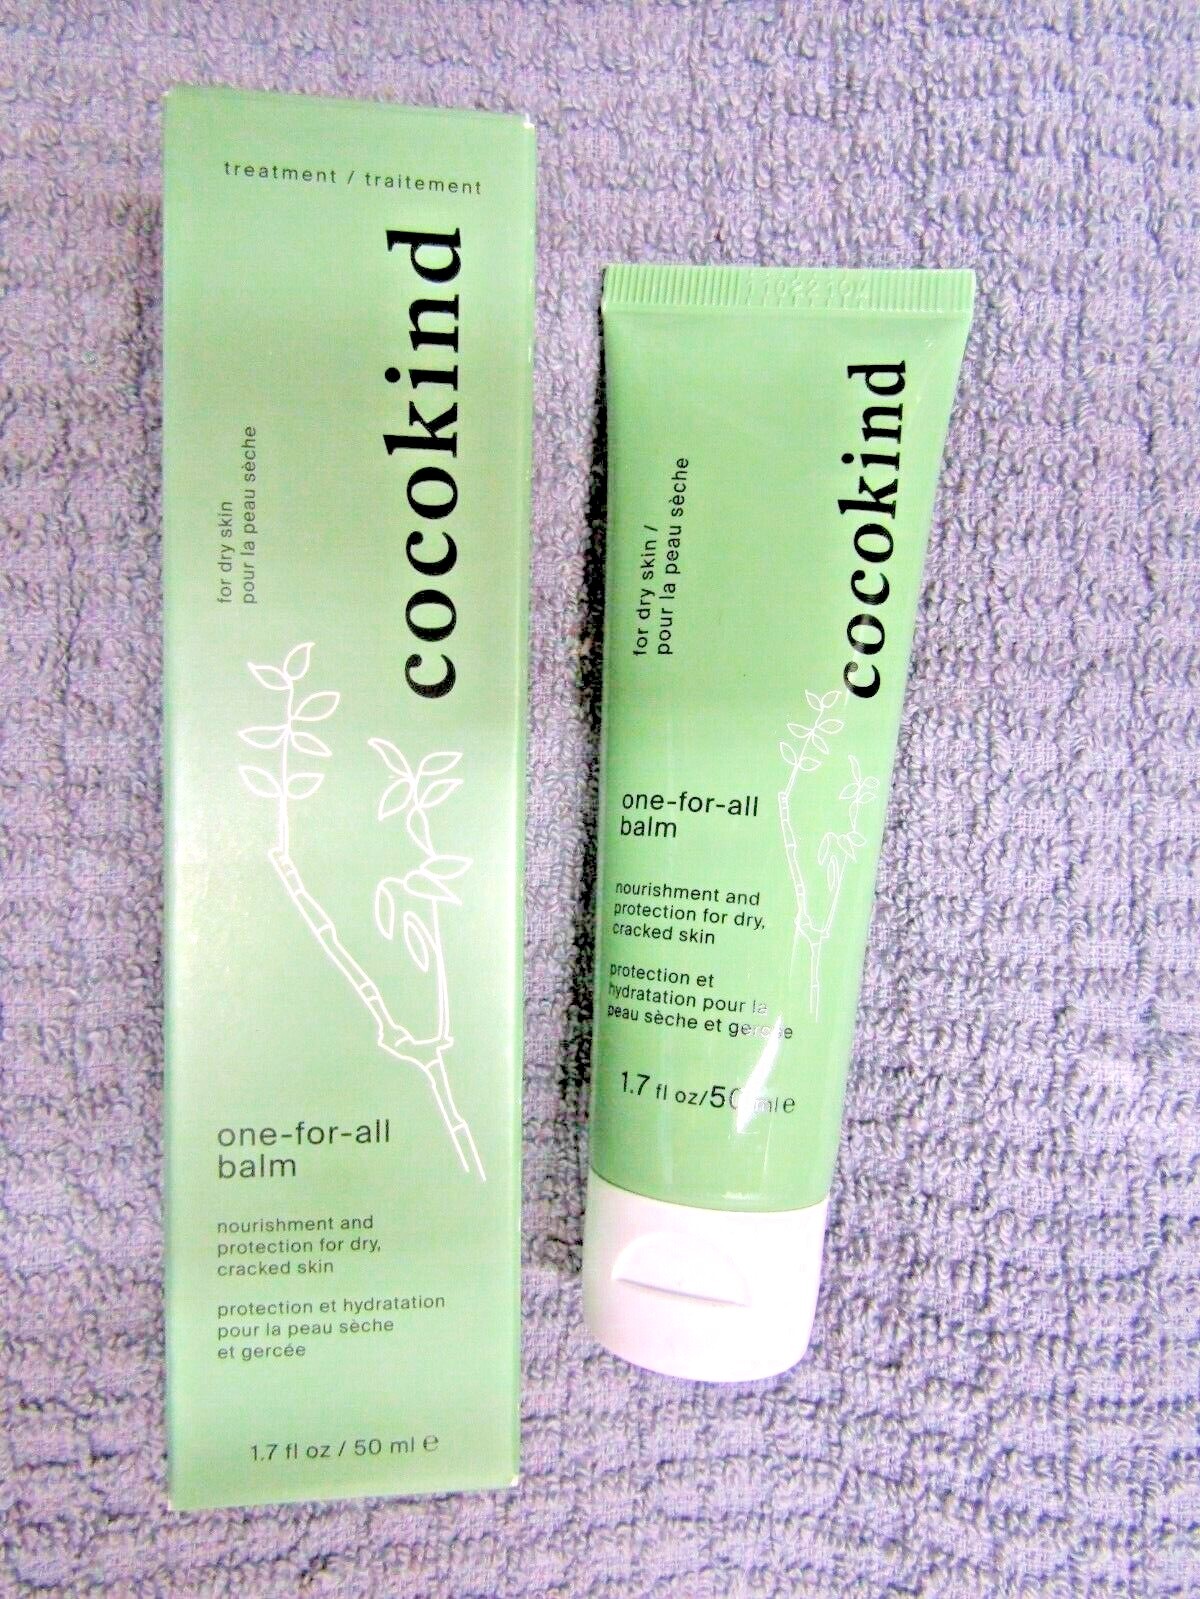 treatment / traitement
cocokind
for dry skin
pour la peau sèche
one-for-all
balm
nourishment and
protection for dry,
cracked skin
protection et hydratation
pour la peau sèche
et gercée
1.7 fl oz / 50 ml e
cocokind
for dry skin /
pour la peau sèche
one-for-all
balm
nourishment and
protection for dry,
cracked skin
protection et
hydratation pour la
peau sèche et gercée
1.7 fl oz/50 ml e